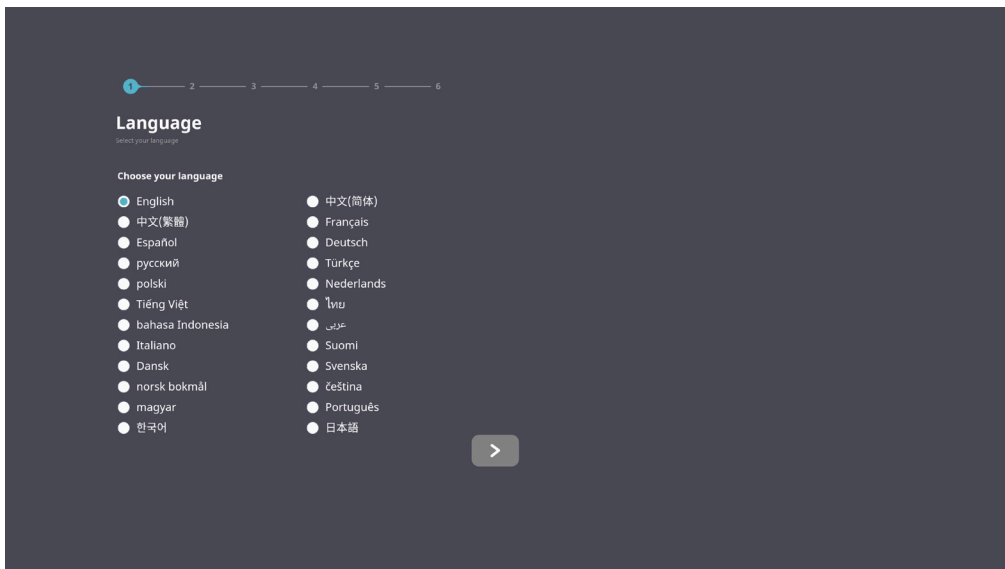 1 2 3 4 5 6
Language
Select your language
Choose your language
English
中文(简体)
中文(繁體)
Français
Español
Deutsch
русский
Türkçe
polski
Nederlands
Tiếng Việt
ไทย
bahasa Indonesia
عربى
Italiano
Suomi
Dansk
Svenska
norsk bokmål
čeština
magyar
Português
한국어
日本語